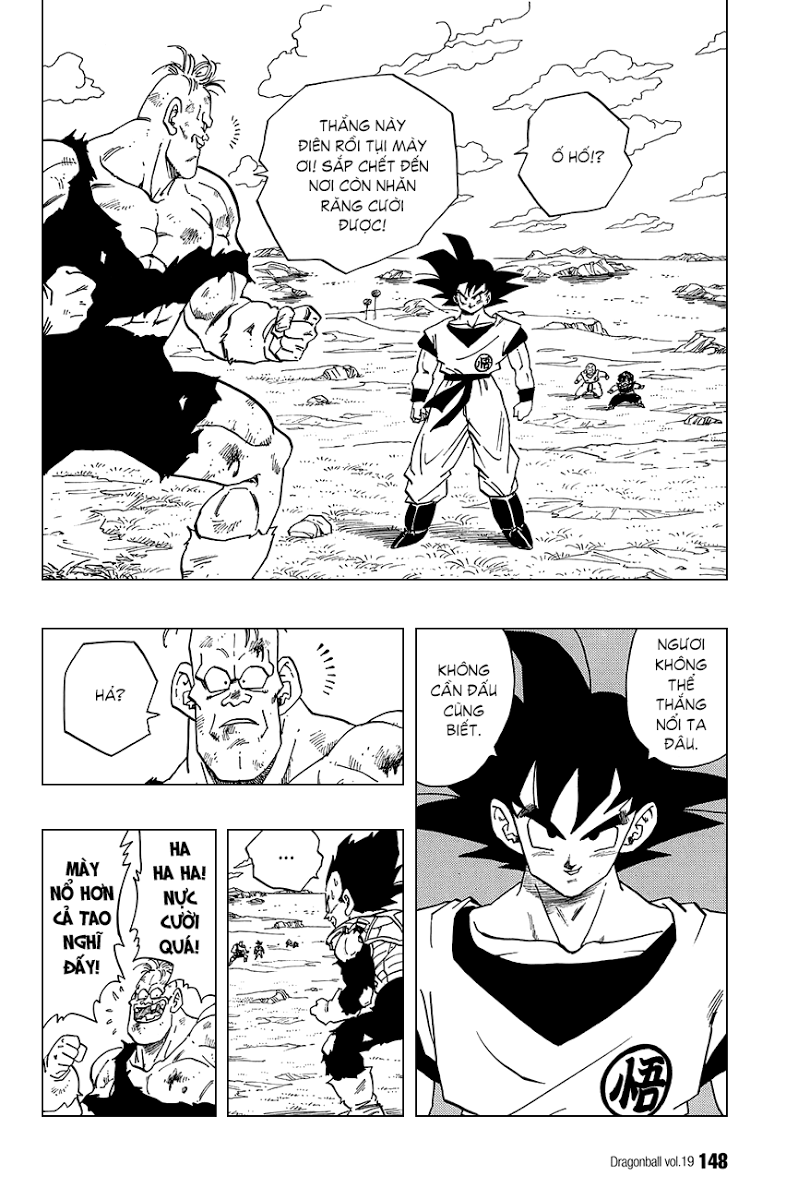 Ố HỐ!?
THẰNG NÀY
ĐIÊN RỒI TỤI MÀY
ƠI! SẮP CHẾT ĐẾN
NƠI CÒN NHĂN
RĂNG CƯỜI
ĐƯỢC!
NGƯƠI
KHÔNG
THỂ
THẮNG
NỔI TA
ĐÂU.
KHÔNG
CẦN ĐẤU
CŨNG
BIẾT.
悟
HẢ?
...
HA
HA HA!
NỰC
CƯỜI
QUÁ!
MÀY
NỔ HƠN
CẢ TAO
NGHĨ
ĐẤY!
Dragonball vol.19 148